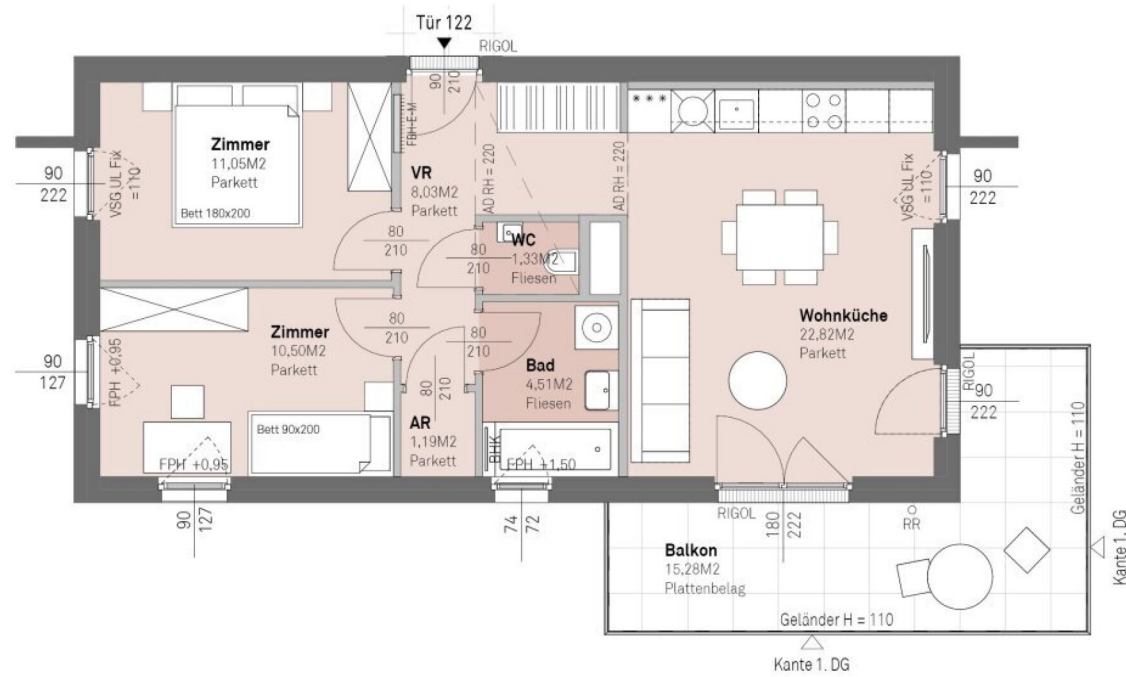 Tür 122
RIGOL
90
210
FBH-E-M
Zimmer
11,05M2
Parkett
Bett 180x200
VSG UL Fix
=110
90
222
VR
8,03M2
Parkett
AD RH = 220
AD RH = 220
VSG UL Fix
=110
90
222
80
210
WC
1,33M2
Fliesen
80
210
Zimmer
10,50M2
Parkett
80
210
80
210
Wohnküche
22,82M2
Parkett
90
127
FPH +0,95
Bad
4,51M2
Fliesen
80
210
AR
1,19M2
Parkett
Bett 90x200
FPH +0,95
BHK
FPH +1,50
RIGOL
90
222
90
127
74
72
RIGOL
180
222
RR
Geländer H = 110
Balkon
15,28M2
Plattenbelag
Geländer H = 110
Kante 1. DG
Kante 1. DG